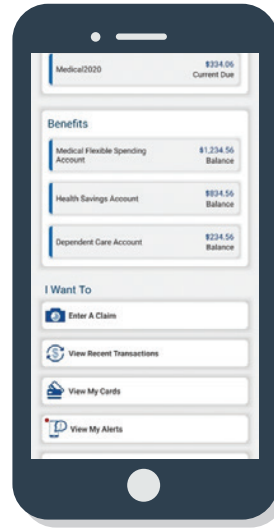 Medical2020
$334.06
Current Due
Benefits
Medical Flexible Spending
Account
$1,234.56
Balance
Health Savings Account
$834.56
Balance
Dependent Care Account
$234.56
Balance
I Want To
Enter A Claim
View Recent Transactions
View My Cards
View My Alerts